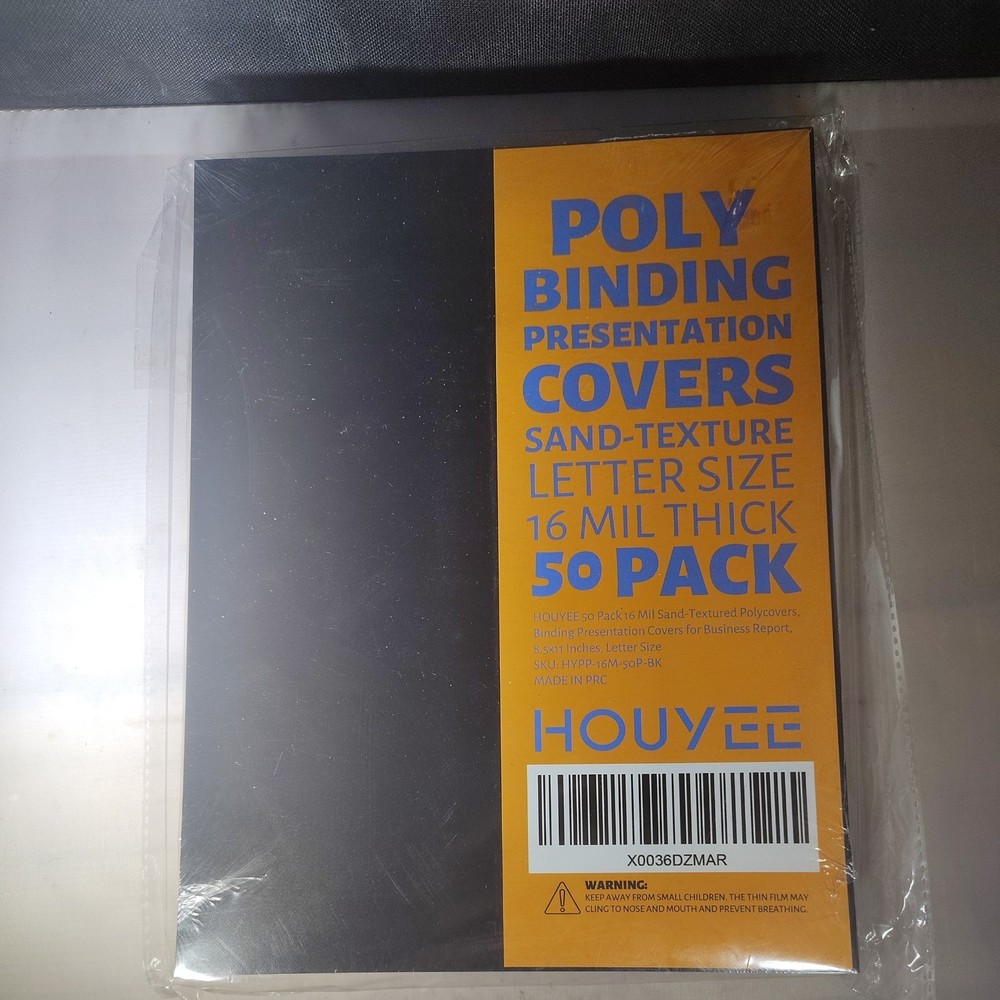 POLY
BINDING
PRESENTATION
COVERS
SAND-TEXTURE
LETTER SIZE
16 MIL THICK
50 PACK
HOUYEE 50 Pack 16 Mil Sand-Textured Polycovers,
Binding Presentation Covers for Business Report,
8.5x11 Inches, Letter Size
SKU: HYPP-16M-50P-BK
MADE IN PRC
HOUYEE
X0036DZMAR
WARNING:
KEEP AWAY FROM SMALL CHILDREN. THE THIN FILM MAY
CLING TO NOSE AND MOUTH AND PREVENT BREATHING.